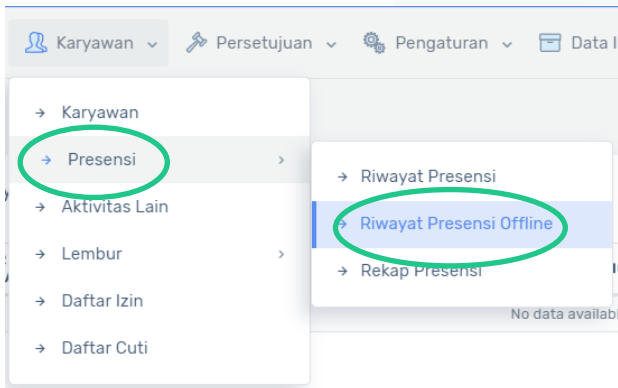 Karyawan
Persetujuan
Pengaturan
Data
Karyawan
Presensi
Aktivitas Lain
Lembur
Daftar Izin
Daftar Cuti
Riwayat Presensi
Riwayat Presensi Offline
Rekap Presensi
No data availab